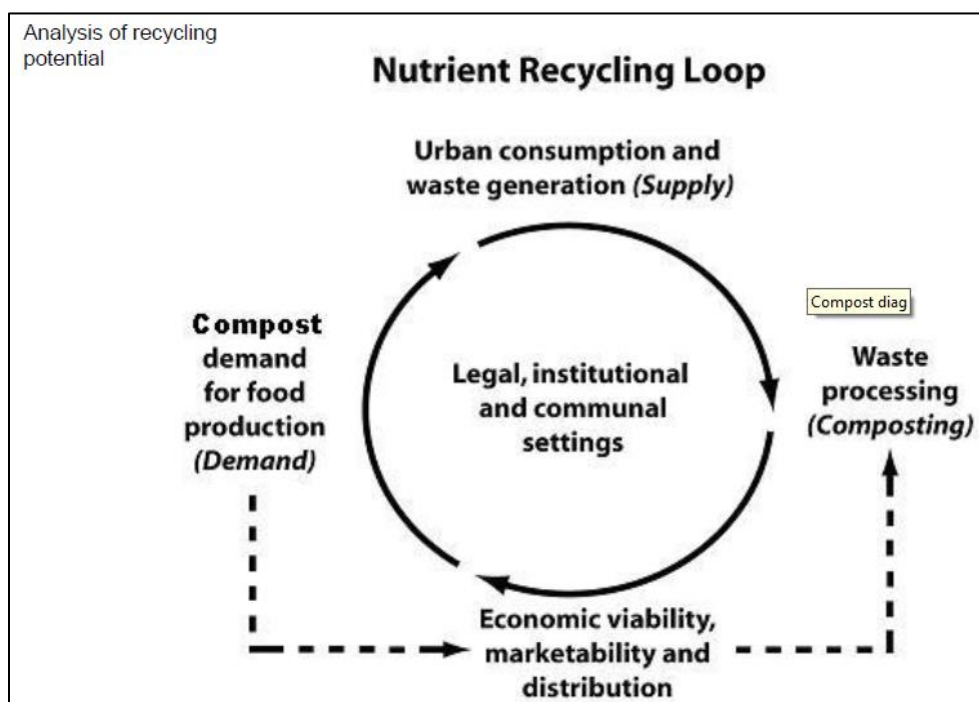 Analysis of recycling
potential
Nutrient Recycling Loop
Urban consumption and
waste generation (Supply)
Compost diag
Compost
demand
for food
production
(Demand)
Legal, institutional
and communal
settings
Waste
processing
(Composting)
Economic viability,
marketability and
distribution